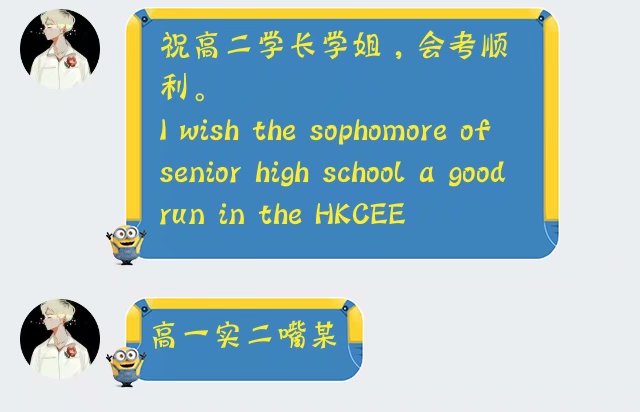 祝高二学长学姐，会考顺
利。
I wish the sophomore of
senior high school a good
run in the HKCEE
高一实二嘴某